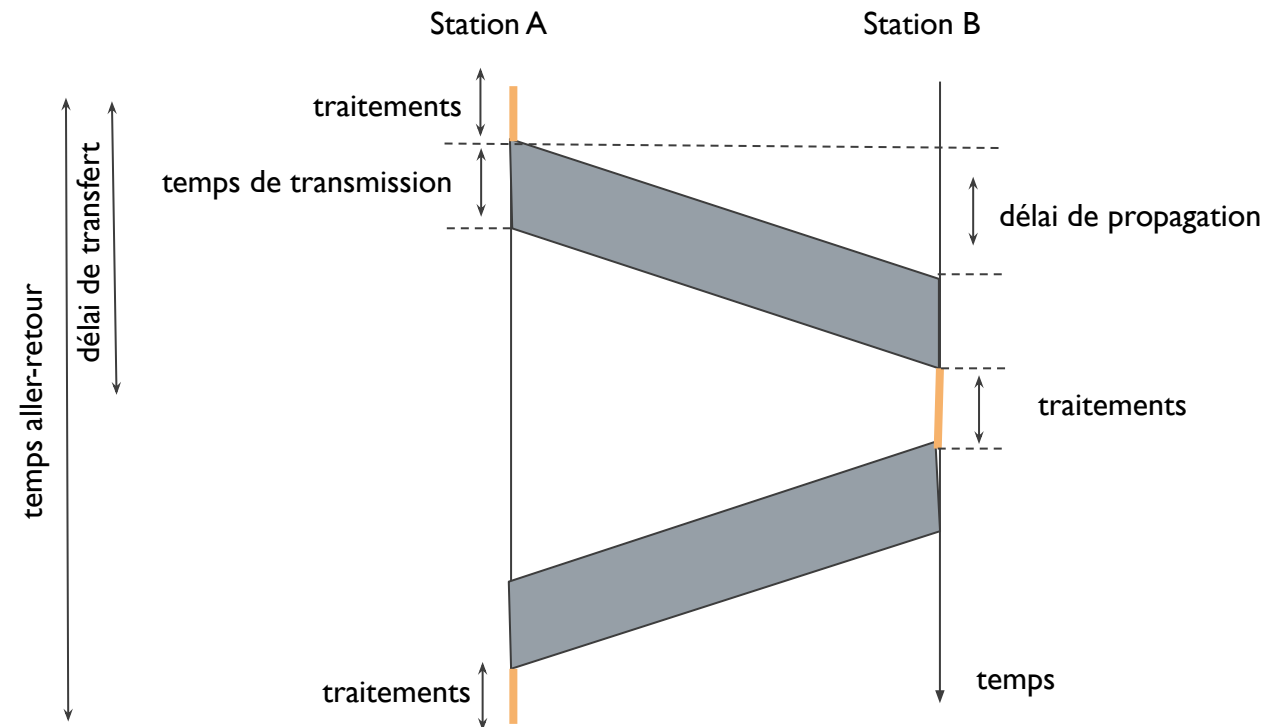 Station A
Station B
traitements
temps de transmission
délai de propagation
délai de transfert
temps aller-retour
traitements
traitements
temps